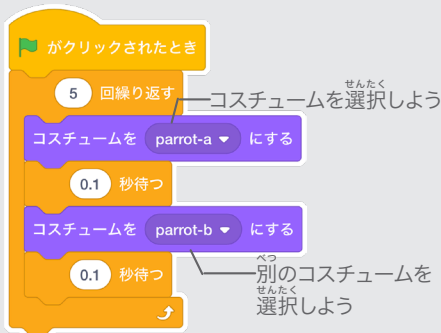 がクリックされたとき
5 回繰り返す
せんたく
コスチュームを選択しよう
コスチュームを parrot-a にする
0.1 秒待つ
コスチュームを parrot-b にする
0.1 秒待つ
べつ
別のコスチュームを
せんたく
選択しよう